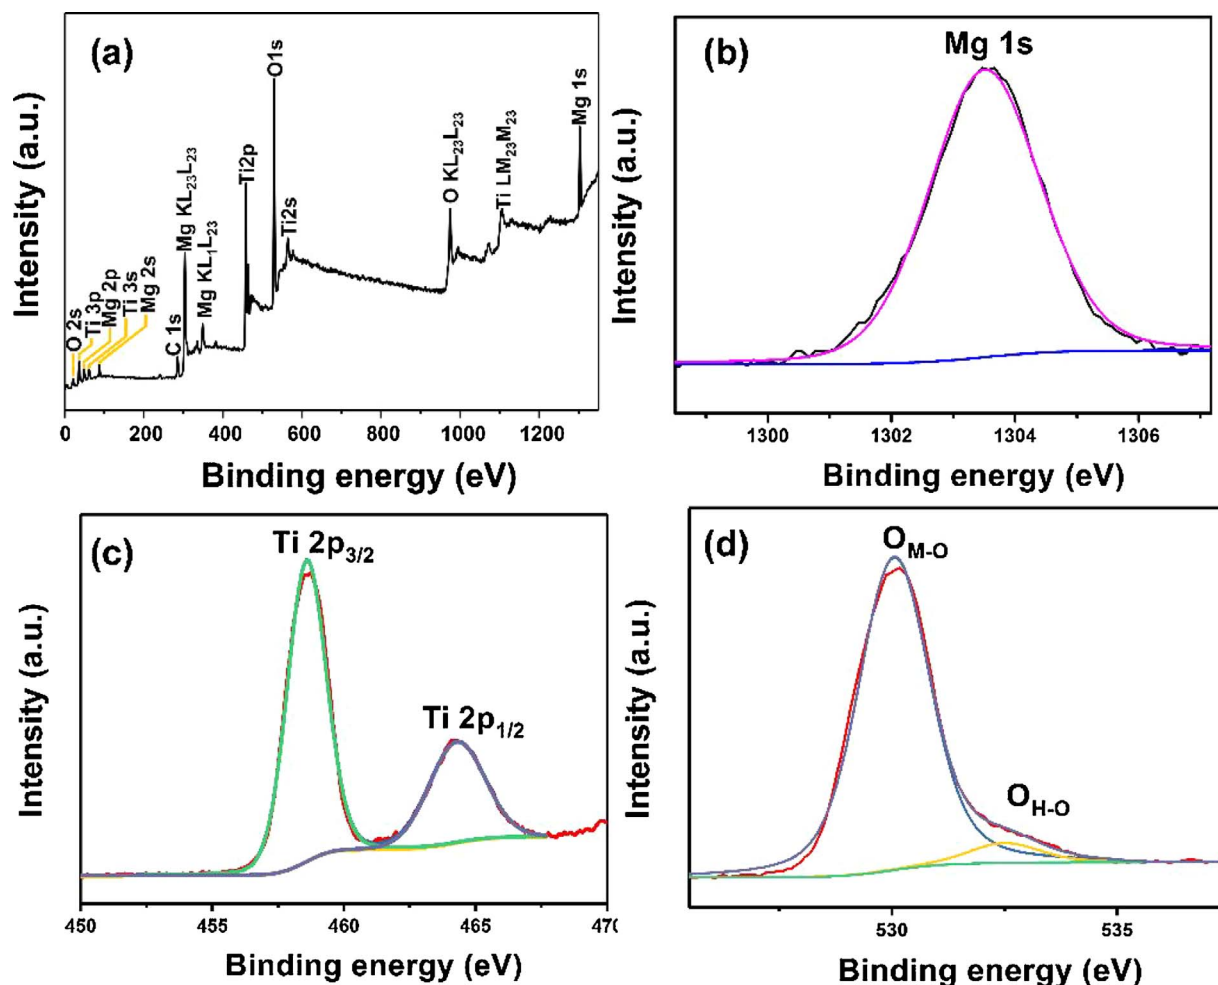 (a)
Intensity (a.u.)
O 2s
Ti 3p
Mg 2p
Ti 3s
Mg 2s
C 1s
Mg KL₂₃L₂₃
Mg KL₁L₂₃
Ti2p
O1s
Ti2s
O KL₂₃L₂₃
Ti LM₂₃M₂₃
Mg 1s
0 200 400 600 800 1000 1200
Binding energy (eV)
(b)
Mg 1s
Intensity (a.u.)
1300 1302 1304 1306
Binding energy (eV)
(c)
Ti 2p₃/₂
Ti 2p₁/₂
Intensity (a.u.)
450 455 460 465 470
Binding energy (eV)
(d)
O_M-O
O_H-O
Intensity (a.u.)
530 535
Binding energy (eV)